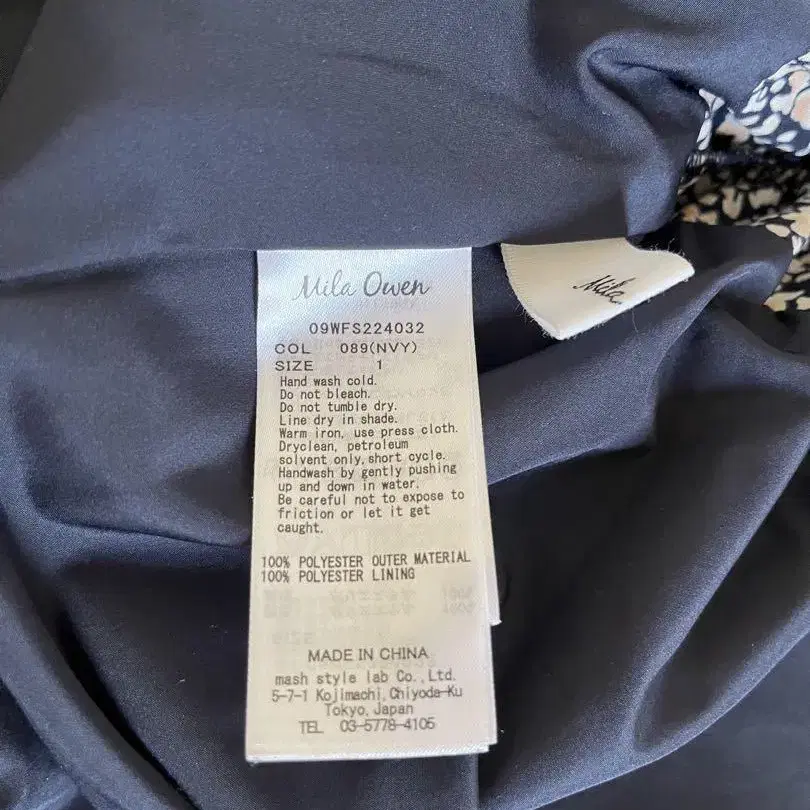 Mila Owen
09WFS224032
COL 089(NVY)
SIZE 1
Hand wash cold.
Do not bleach.
Do not tumble dry.
Line dry in shade.
Warm iron, use press cloth.
Dryclean, petroleum
solvent only, short cycle.
Handwash by gently pushing
up and down in water.
Be careful not to expose to
friction or let it get
caught.
100% POLYESTER OUTER MATERIAL
100% POLYESTER LINING
MADE IN CHINA
mash style lab Co.,Ltd.
5-7-1 Kojimachi,Chiyoda-Ku
Tokyo,Japan
TEL 03-5778-4105
Mila